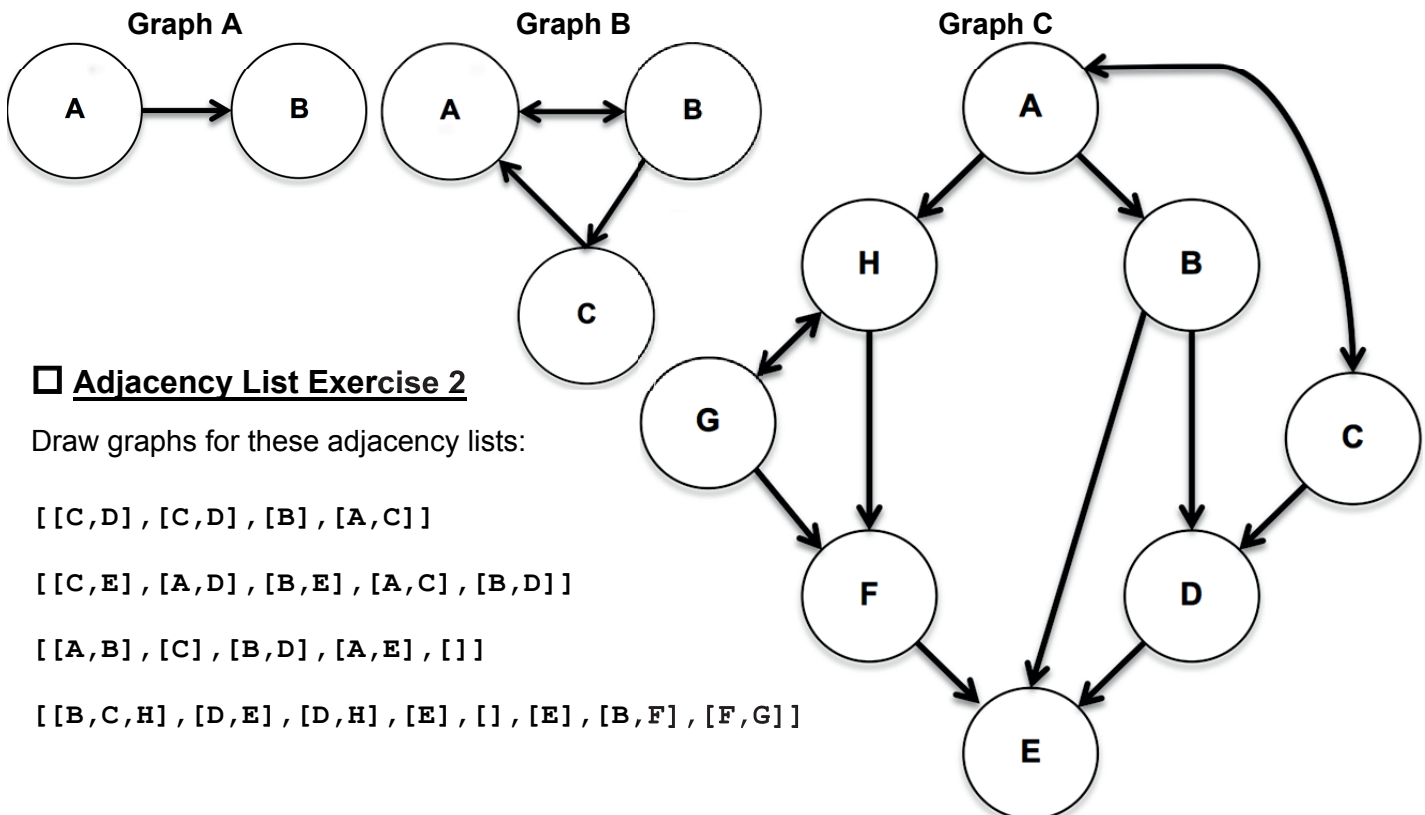 Graph A
A
B
Graph B
A
B
C
Graph C
A
H
B
G
C
F
D
E
☐ Adjacency List Exercise 2
Draw graphs for these adjacency lists:
[[C,D],[C,D],[B],[A,C]]
[[C,E],[A,D],[B,E],[A,C],[B,D]]
[[A,B],[C],[B,D],[A,E],[]]
[[B,C,H],[D,E],[D,H],[E],[],[E],[B,F],[F,G]]